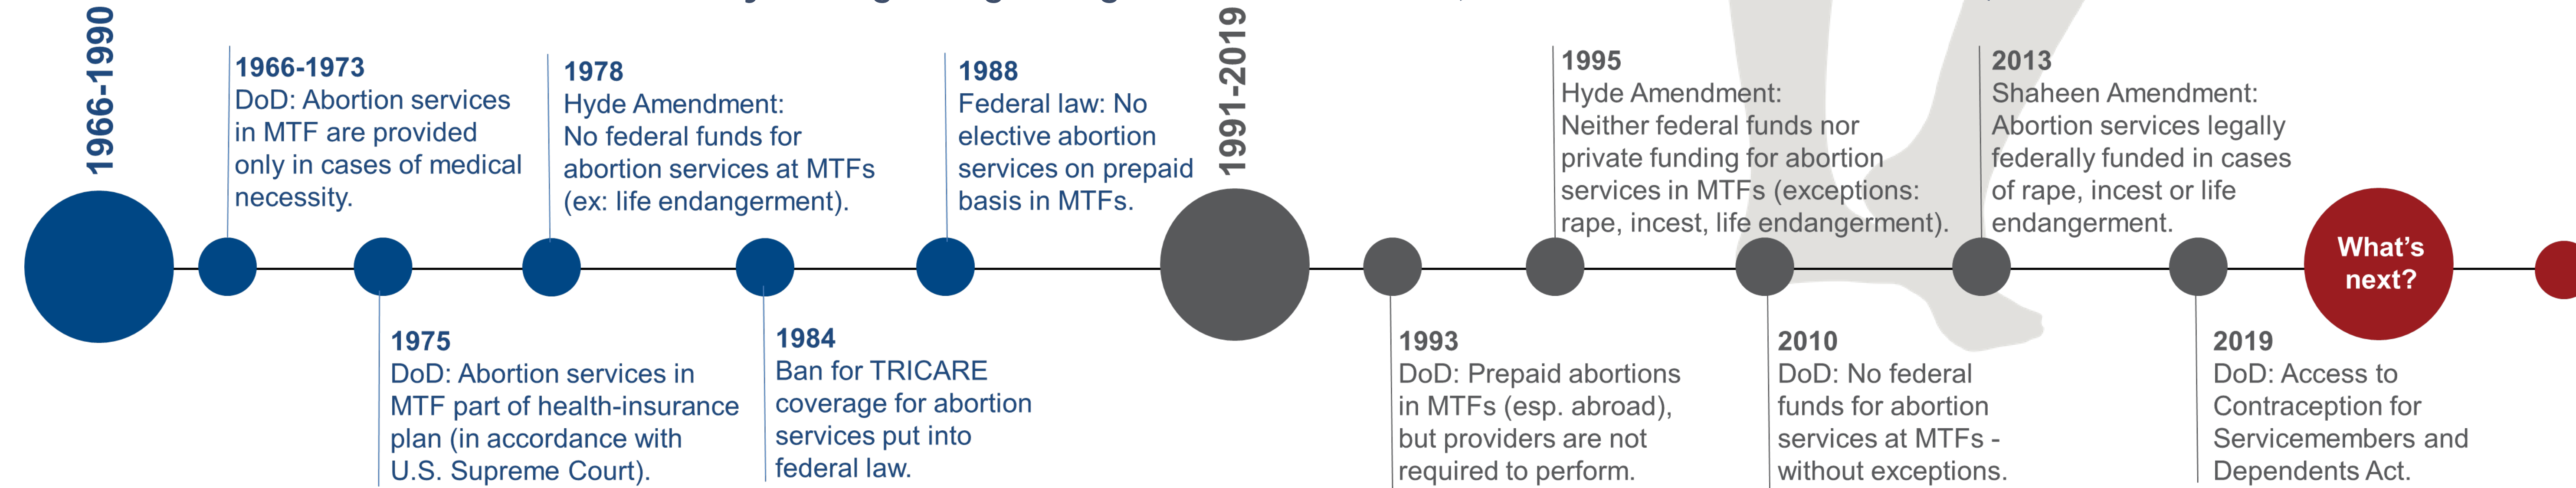 1966-1990
1966-1973
DoD: Abortion services
in MTF are provided
only in cases of medical
necessity.
1975
DoD: Abortion services in
MTF part of health-insurance
plan (in accordance with
U.S. Supreme Court).
1978
Hyde Amendment:
No federal funds for
abortion services at MTFs
(ex: life endangerment).
1984
Ban for TRICARE
coverage for abortion
services put into
federal law.
1988
Federal law: No
elective abortion
services on prepaid
basis in MTFs.
1991-2019
1993
DoD: Prepaid abortions
in MTFs (esp. abroad),
but providers are not
required to perform.
1995
Hyde Amendment:
Neither federal funds nor
private funding for abortion
services in MTFs (exceptions:
rape, incest, life endangerment).
2010
DoD: No federal
funds for abortion
services at MTFs -
without exceptions.
2013
Shaheen Amendment:
Abortion services legally
federally funded in cases
of rape, incest or life
endangerment.
2019
DoD: Access to
Contraception for
Servicemembers and
Dependents Act.
What's
next?